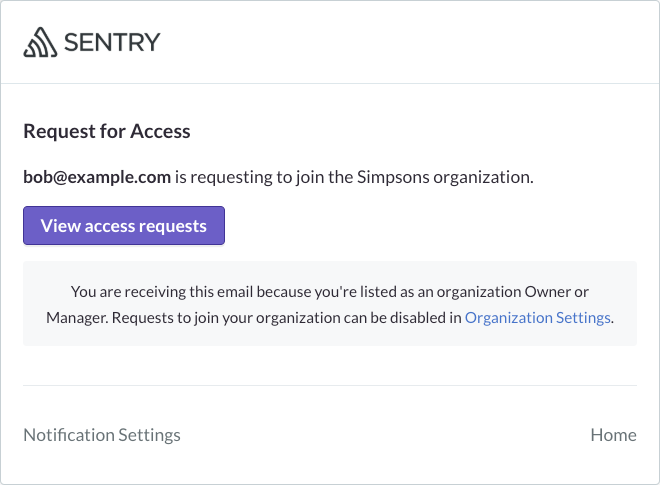 SENTRY
Request for Access
bob@example.com is requesting to join the Simpsons organization.
View access requests
You are receiving this email because you're listed as an organization Owner or
Manager. Requests to join your organization can be disabled in Organization Settings.
Notification Settings
Home